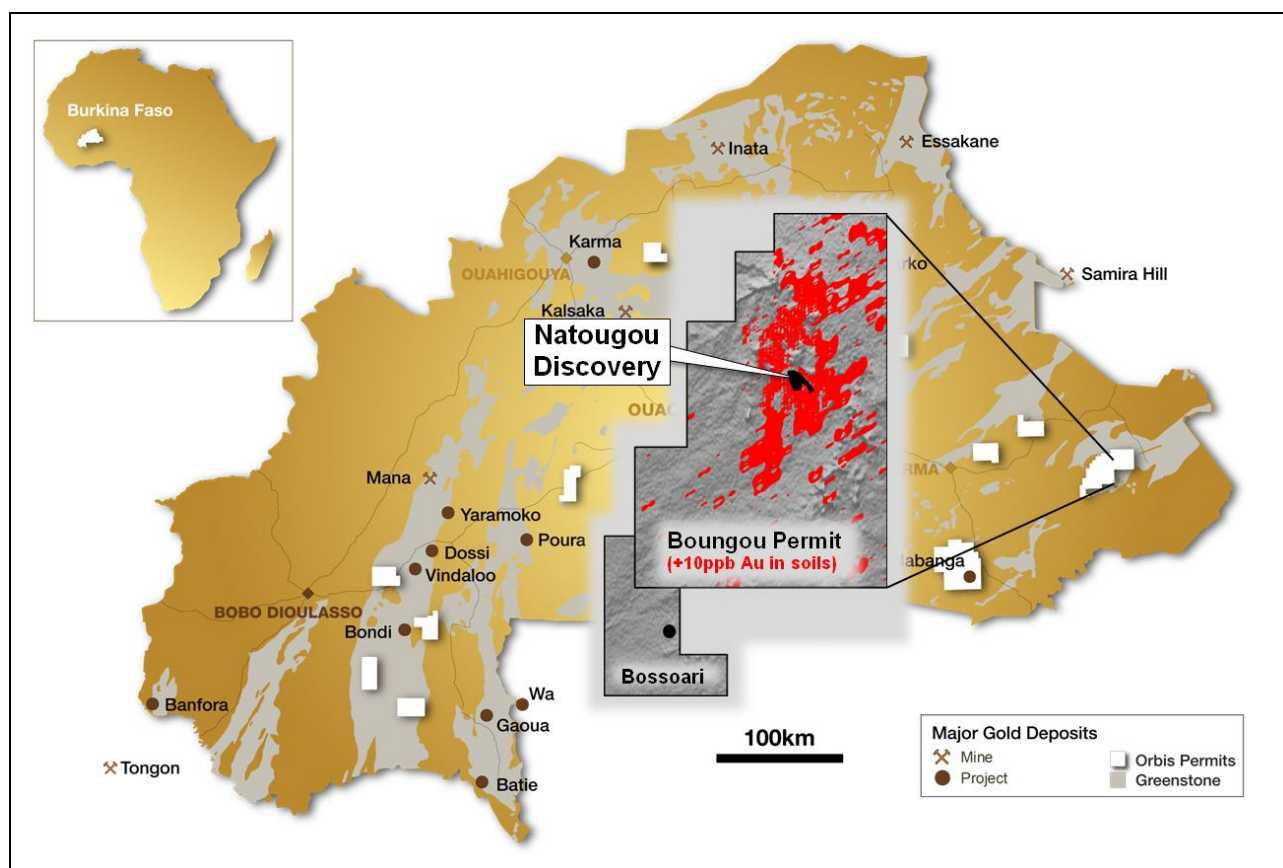 Burkina Faso
Inata
Essakane
Karma
OUAHIGOUYA
Samira Hill
Kalsaka
Natougou
Discovery
Mana
Yaramoko
Poura
Dossi
Vindaloo
Boungou Permit
(+10ppb Au in soils)
BOBO DIOULASSO
Bondi
Bossoari
Banfora
Wa
Gaoua
100km
Tongon
Batie
Major Gold Deposits
Mine
Project
Orbis Permits
Greenstone